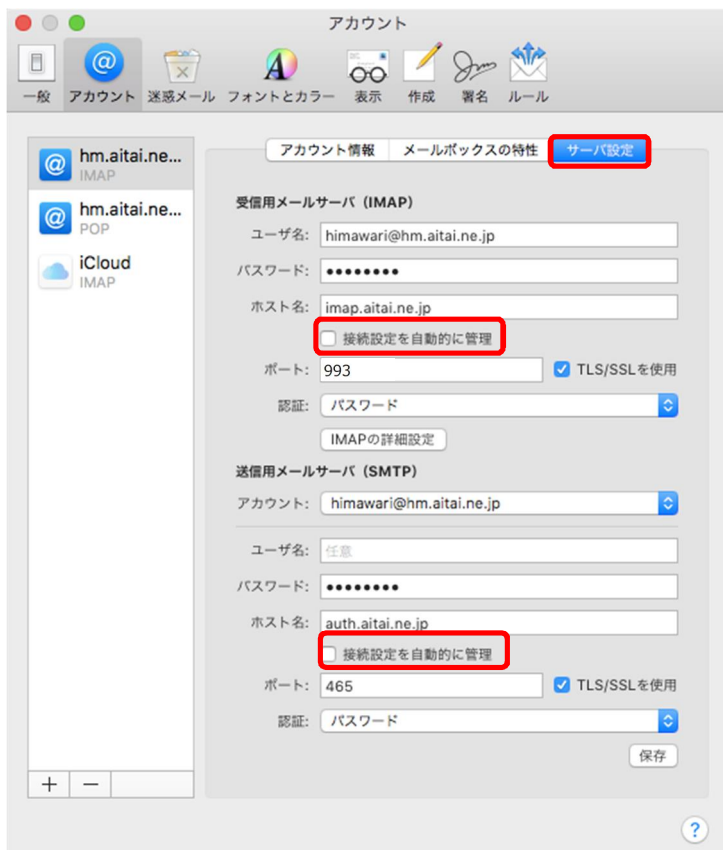 アカウント
一般 アカウント 迷惑メール フォントとカラー 表示 作成 署名 ルール
hm.aitai.ne...
IMAP
hm.aitai.ne...
POP
iCloud
IMAP
アカウント情報 メールボックスの特性 サーバ設定
受信用メールサーバ（IMAP）
ユーザ名: himawari@hm.aitai.ne.jp
パスワード: ••••••••
ホスト名: imap.aitai.ne.jp
接続設定を自動的に管理
ポート: 993 TLS/SSLを使用
認証: パスワード
IMAPの詳細設定
送信用メールサーバ（SMTP）
アカウント: himawari@hm.aitai.ne.jp
ユーザ名: 任意
パスワード: ••••••••
ホスト名: auth.aitai.ne.jp
接続設定を自動的に管理
ポート: 465 TLS/SSLを使用
認証: パスワード
保存
+ −
?